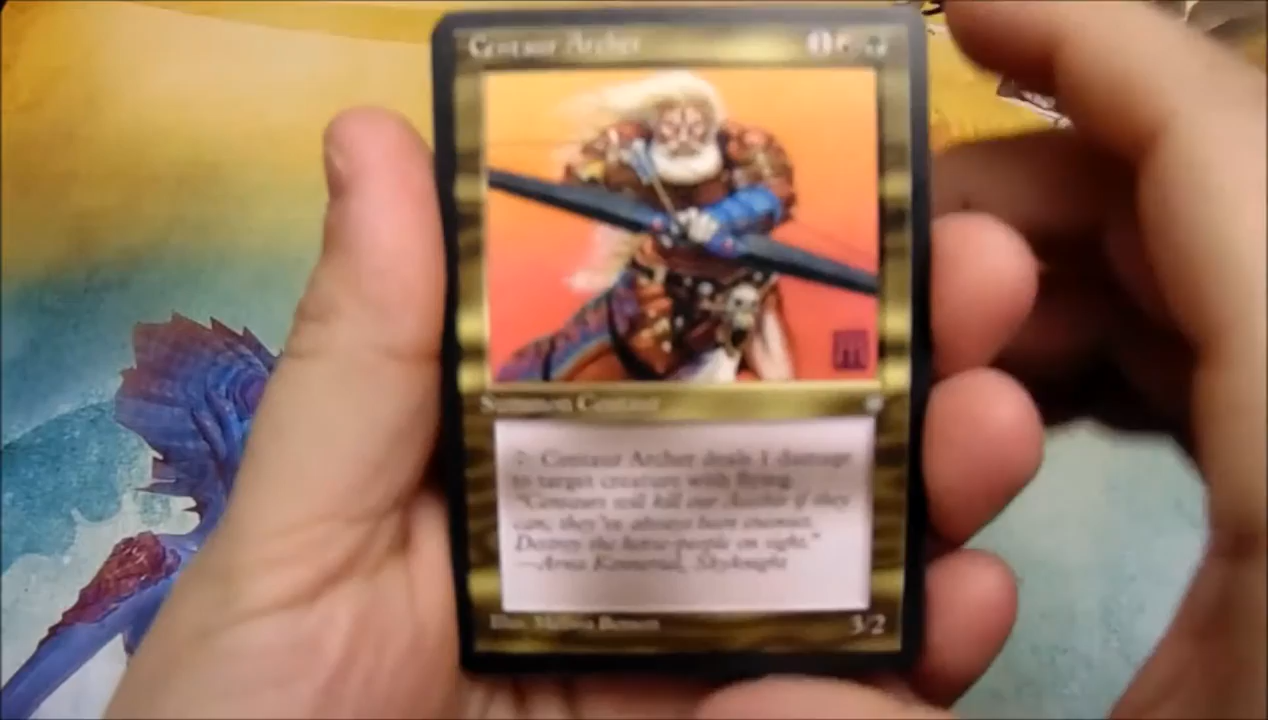 Centaur Archer
Summon Centaur
: Centaur Archer deals 1 damage
to target creature with flying.
"Centaurs will kill our Aesthir if they
can; they've always been enemies.
Destroy the horse-people on sight."
—Arna Kennerüd, Skyknight
Illus. Melissa Benson
3/2